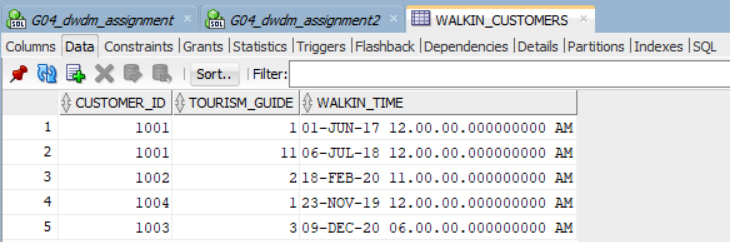 G04_dwdm_assignment × G04_dwdm_assignment2 × WALKIN_CUSTOMERS ×
Columns Data Constraints |Grants |Statistics |Triggers |Flashback |Dependencies |Details |Partitions |Indexes |SQL
Sort.. Filter:
CUSTOMER_ID TOURISM_GUIDE WALKIN_TIME
1 1001 1 01-JUN-17 12.00.00.000000000 AM
2 1001 11 06-JUL-18 12.00.00.000000000 AM
3 1002 2 18-FEB-20 11.00.00.000000000 AM
4 1004 1 23-NOV-19 12.00.00.000000000 AM
5 1003 3 09-DEC-20 06.00.00.000000000 AM